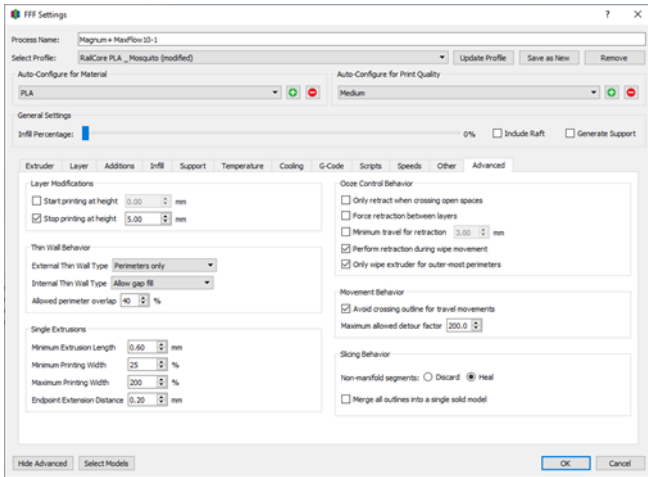 FFF Settings
Process Name: Magnum+ MaxFlow10-1
Select Profile: RailCore PLA _ Mosquito (modified) Update Profile Save as New Remove
Auto-Configure for Material Auto-Configure for Print Quality
PLA Medium
General Settings
Infill Percentage: 0% Include Raft Generate Support
Extruder Layer Additions Infill Support Temperature Cooling G-Code Scripts Speeds Other Advanced
Layer Modifications
Start printing at height 0.00 mm
Stop printing at height 5.00 mm
Thin Wall Behavior
External Thin Wall Type Perimeters only
Internal Thin Wall Type Allow gap fill
Allowed perimeter overlap 40 %
Single Extrusions
Minimum Extrusion Length 0.60 mm
Minimum Printing Width 25 %
Maximum Printing Width 200 %
Endpoint Extension Distance 0.20 mm
Ooze Control Behavior
Only retract when crossing open spaces
Force retraction between layers
Minimum travel for retraction 3.00 mm
Perform retraction during wipe movement
Only wipe extruder for outer-most perimeters
Movement Behavior
Avoid crossing outline for travel movements
Maximum allowed detour factor 200.0
Slicing Behavior
Non-manifold segments: Discard Heal
Merge all outlines into a single solid model
Hide Advanced Select Models OK Cancel